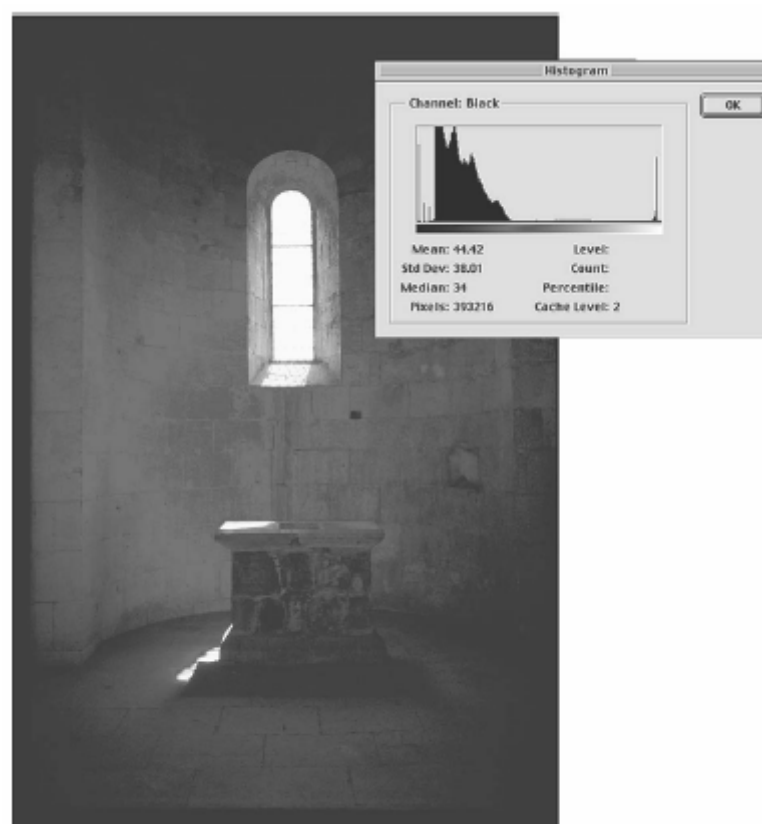 Histogram
Channel: Black
OK
Mean: 44.42
Level:
Std Dev: 38.01
Count:
Median: 34
Percentile:
Pixels: 393216
Cache Level: 2